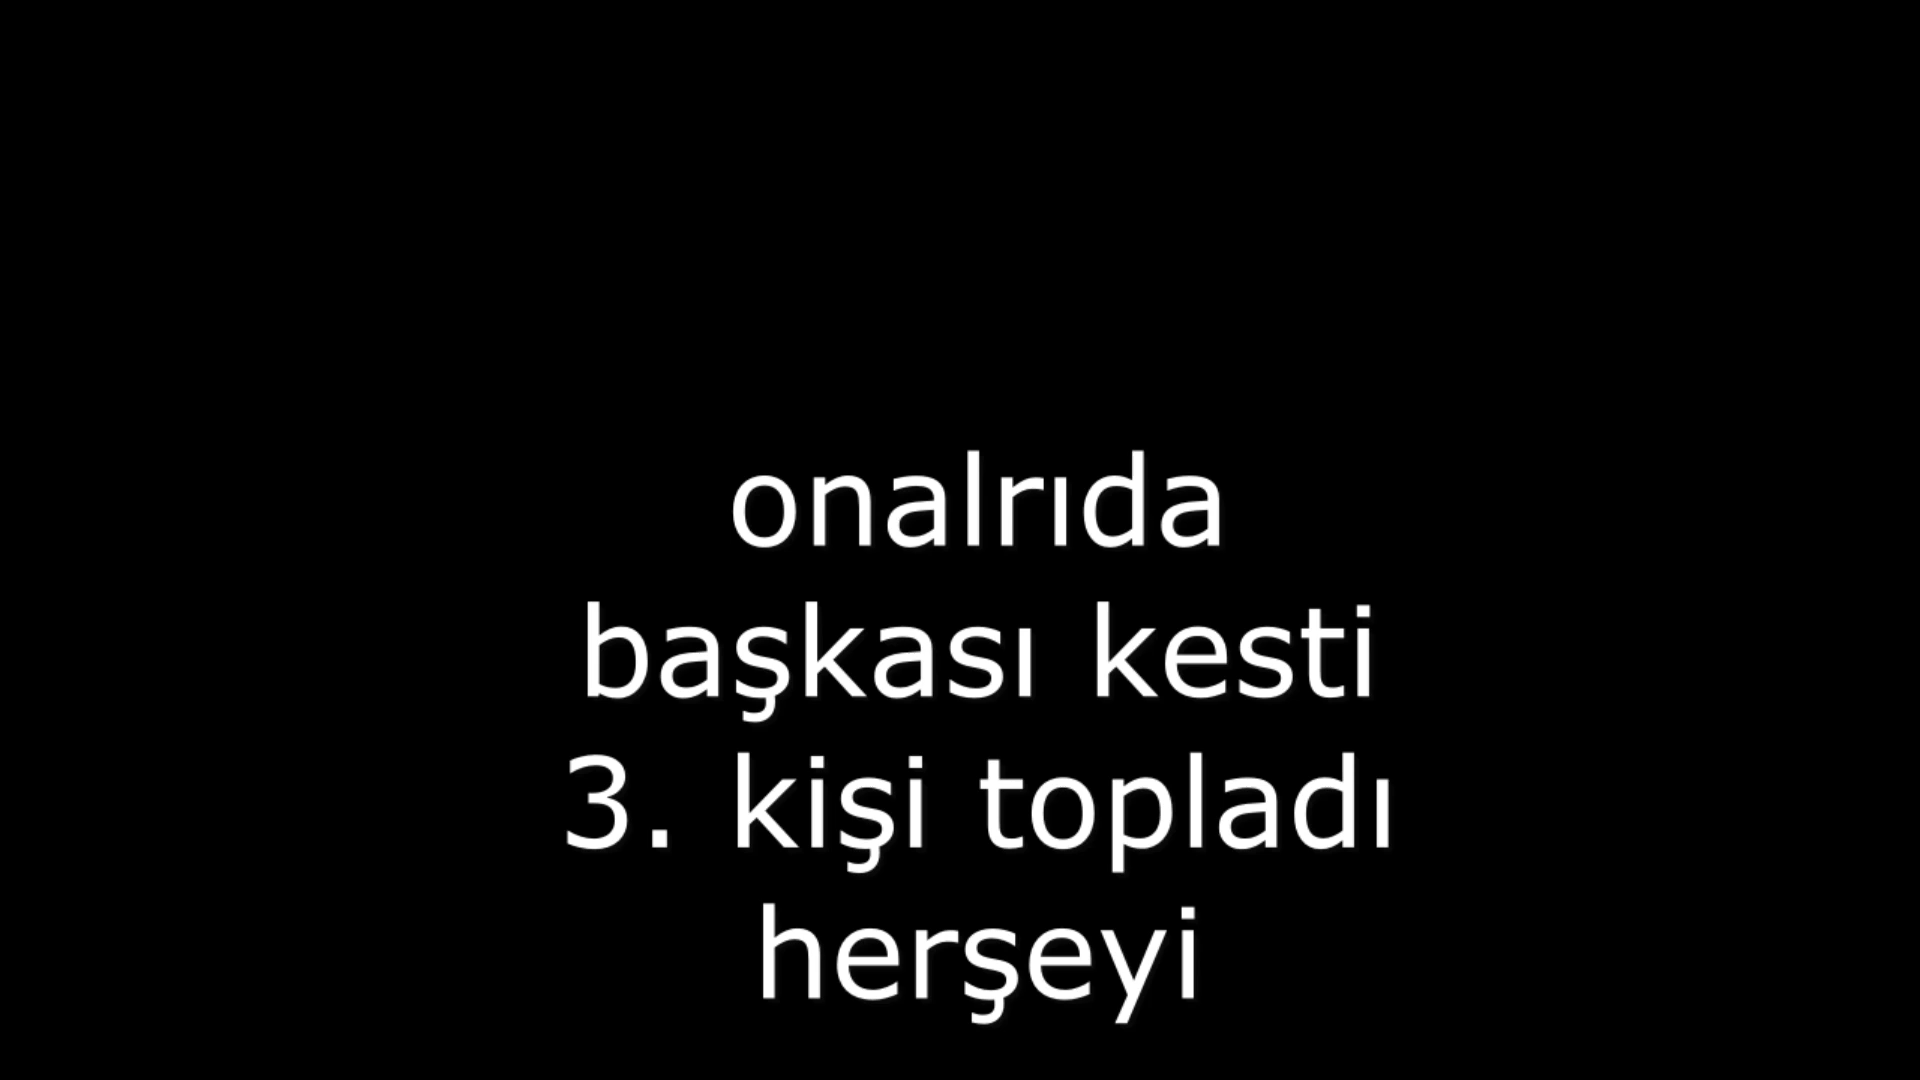 onalrıda
başkası kesti
3. kişi topladı
herşeyi